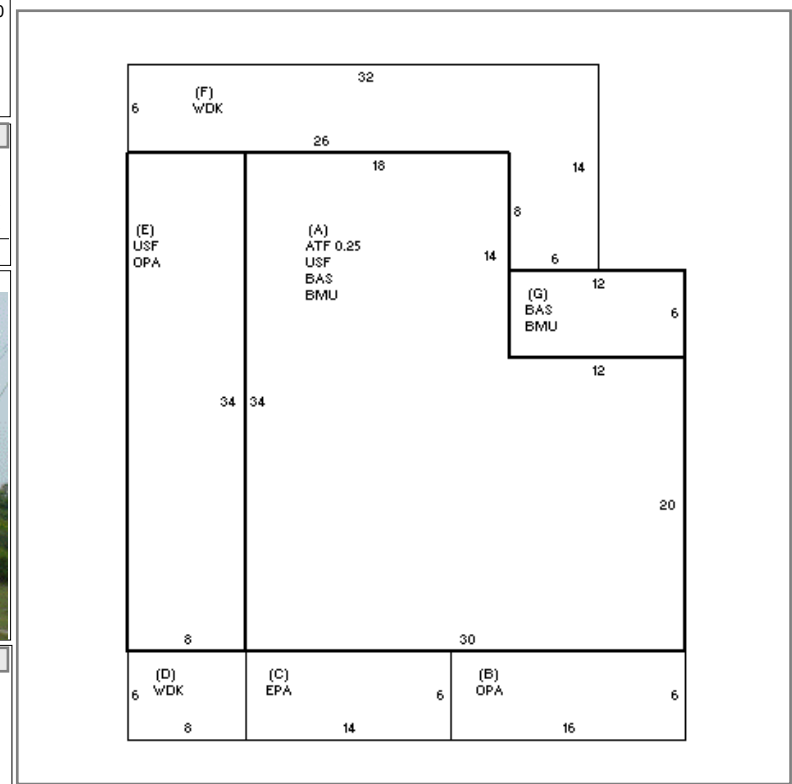 32
(F)
WDK
6
26
18
14
8
(E)
USF
OPA
(A)
ATF 0.25
USF
BAS
BMU
14
6
12
(G)
BAS
BMU
6
12
34
34
20
8
30
(D)
WDK
6
8
(C)
EPA
6
14
(B)
OPA
6
16